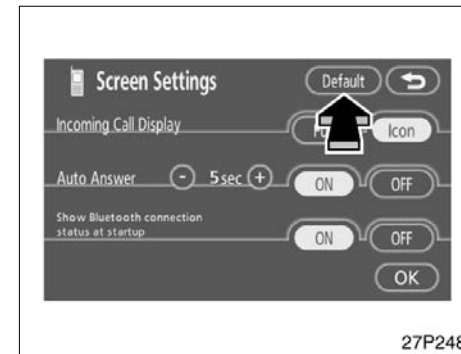 Screen Settings
Default
Incoming Call Display
Icon
Auto Answer - 5sec + ON OFF
Show Bluetooth connection
status at startup
ON OFF
OK
27P248